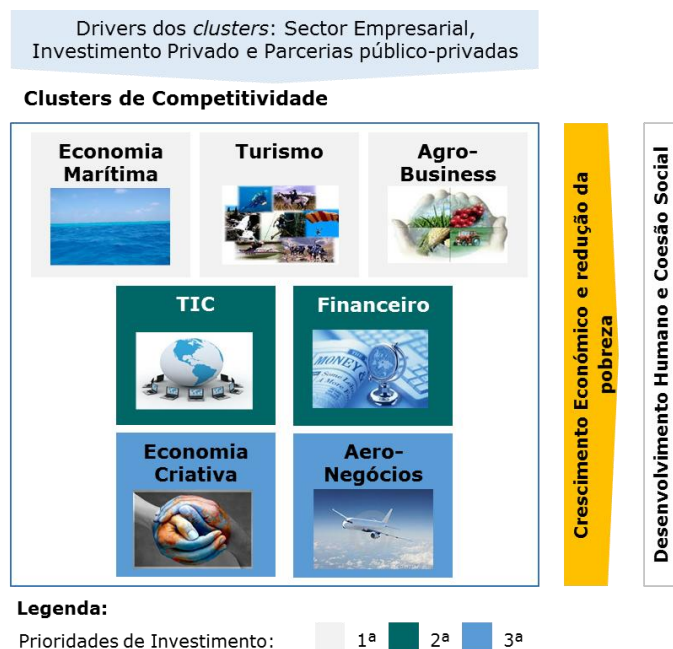 Drivers dos clusters: Sector Empresarial,
Investimento Privado e Parcerias público-privadas
Clusters de Competitividade
Economia
Marítima
Turismo
Agro-
Business
TIC
Financeiro
MONEY
Economia
Criativa
Aero-
Negócios
Crescimento Económico e redução da
pobreza
Desenvolvimento Humano e Coesão Social
Legenda:
Prioridades de Investimento: 1ª 2ª 3ª